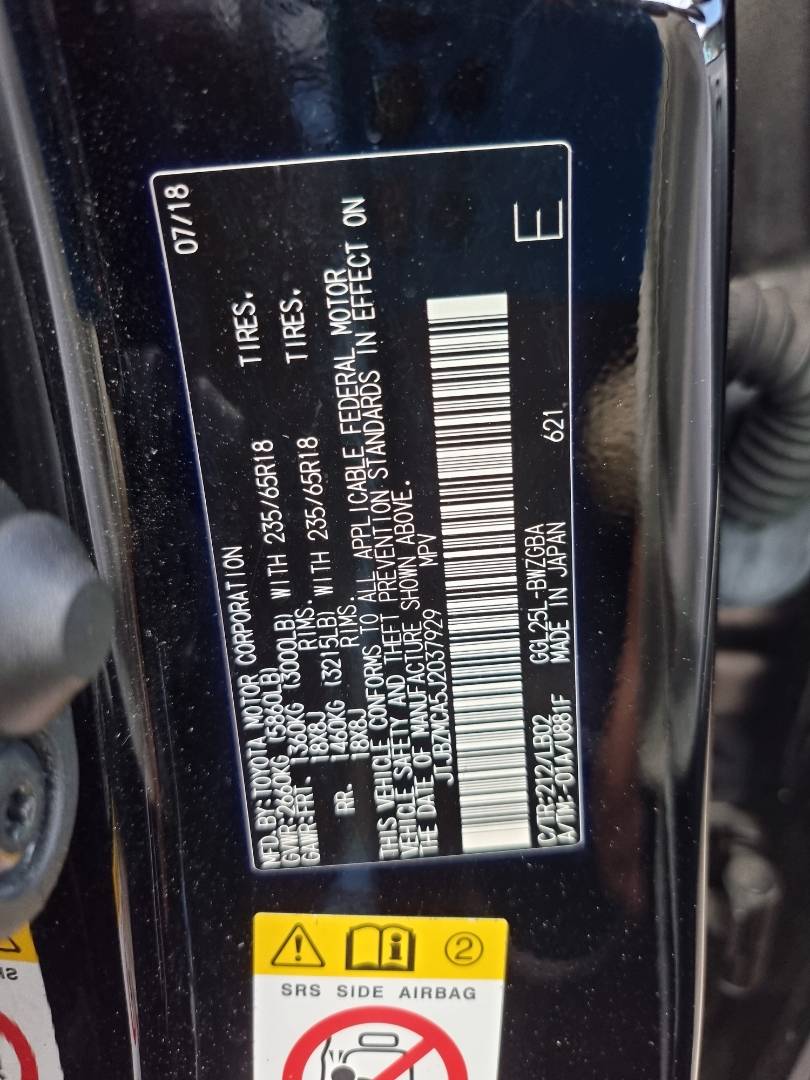 07/18
MFD.BY:TOYOTA MOTOR CORPORATION
GVWR:2660KG (5860LB)
GAWR:FRT. 1360KG (3000LB) WITH 235/65R18 TIRES.
18X8J RIMS.
RR. 1460KG (3215LB) WITH 235/65R18 TIRES.
18X8J RIMS.
THIS VEHICLE CONFORMS TO ALL APPLICABLE FEDERAL MOTOR
VEHICLE SAFETY AND THEFT PREVENTION STANDARDS IN EFFECT ON
THE DATE OF MANUFACTURE SHOWN ABOVE.
JTJBZMCA5J2037929 MPV
C/TR:212/LB02 GGL25L-BWZGBA
A/TM:-01A/U881F MADE IN JAPAN 621 E
2
SRS SIDE AIRBAG